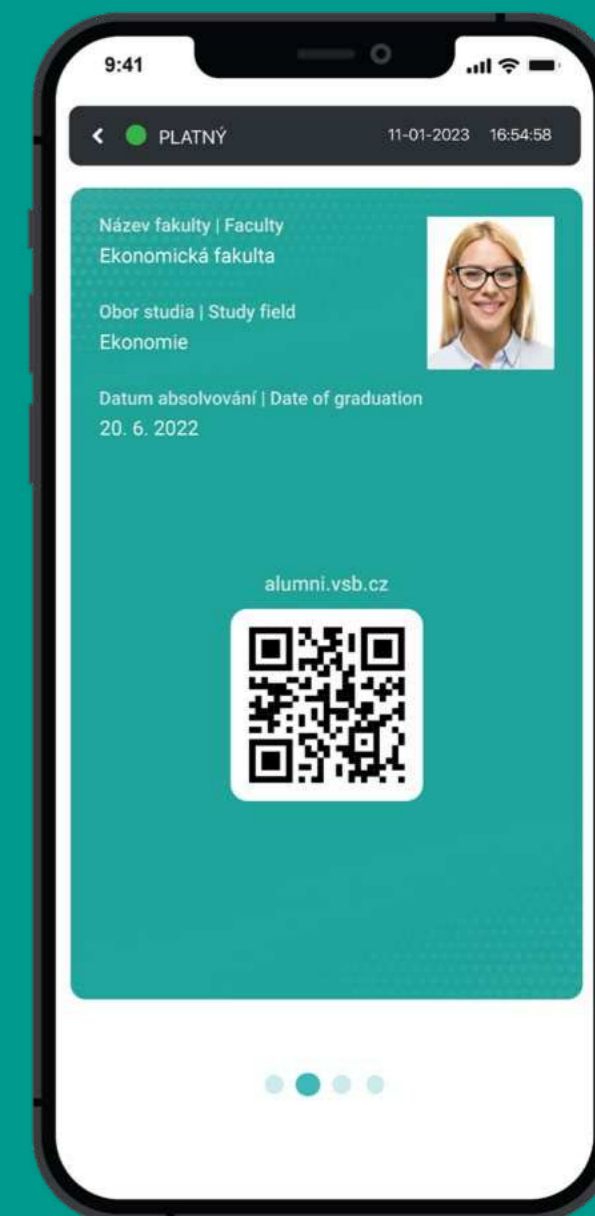 9:41
PLATNÝ 11-01-2023 16:54:58
Název fakulty | Faculty
Ekonomická fakulta
Obor studia | Study field
Ekonomie
Datum absolvování | Date of graduation
20. 6. 2022
alumni.vsb.cz